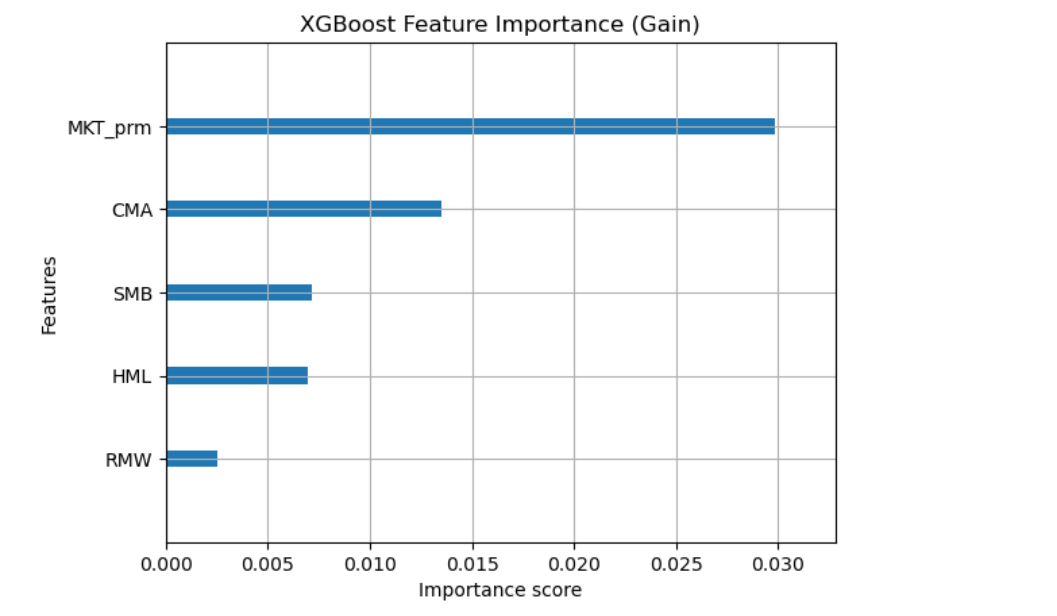 XGBoost Feature Importance (Gain)
MKT_prm
CMA
SMB
HML
RMW
Features
0.000 0.005 0.010 0.015 0.020 0.025 0.030
Importance score